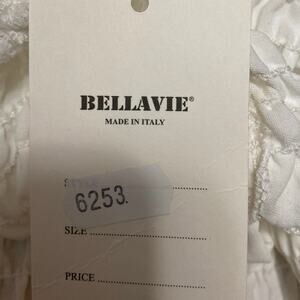 BELLAVIE®
MADE IN ITALY
6253.
SIZE
PRICE